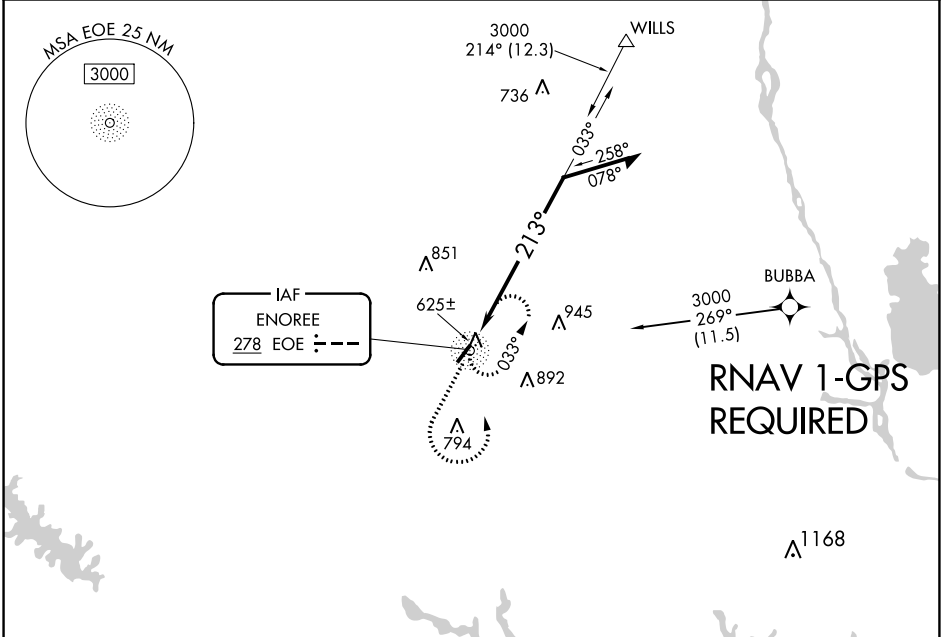 MSA EOE 25 NM
3000
3000
214° (12.3)
WILLS
736
033°
258°
078°
213°
851
625±
IAF
ENOREE
278 EOE
945
033°
892
794
BUBBA
3000
269°
(11.5)
RNAV 1-GPS
REQUIRED
1168